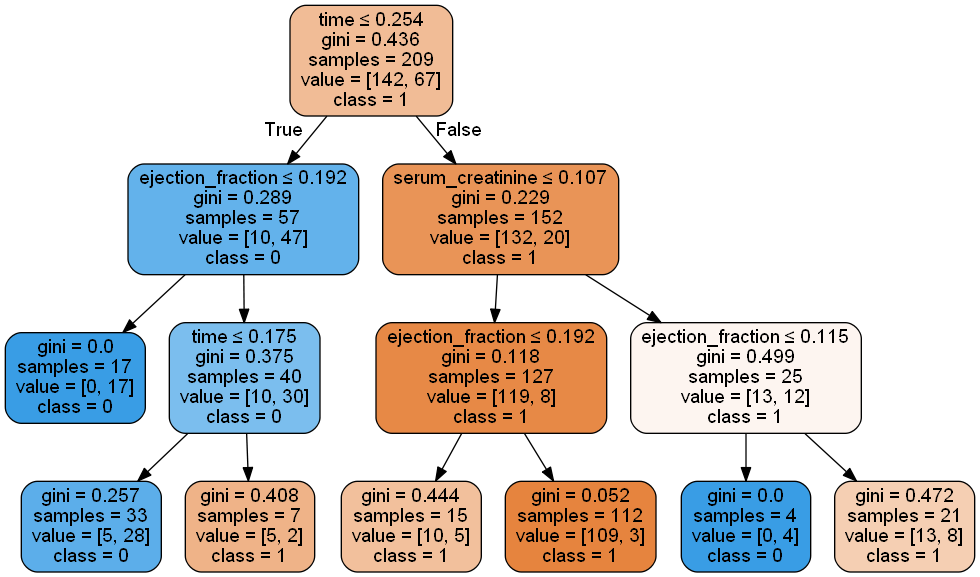 time ≤ 0.254
gini = 0.436
samples = 209
value = [142, 67]
class = 1
True
False
ejection_fraction ≤ 0.192
gini = 0.289
samples = 57
value = [10, 47]
class = 0
serum_creatinine ≤ 0.107
gini = 0.229
samples = 152
value = [132, 20]
class = 1
gini = 0.0
samples = 17
value = [0, 17]
class = 0
time ≤ 0.175
gini = 0.375
samples = 40
value = [10, 30]
class = 0
ejection_fraction ≤ 0.192
gini = 0.118
samples = 127
value = [119, 8]
class = 1
ejection_fraction ≤ 0.115
gini = 0.499
samples = 25
value = [13, 12]
class = 1
gini = 0.257
samples = 33
value = [5, 28]
class = 0
gini = 0.408
samples = 7
value = [5, 2]
class = 1
gini = 0.444
samples = 15
value = [10, 5]
class = 1
gini = 0.052
samples = 112
value = [109, 3]
class = 1
gini = 0.0
samples = 4
value = [0, 4]
class = 0
gini = 0.472
samples = 21
value = [13, 8]
class = 1